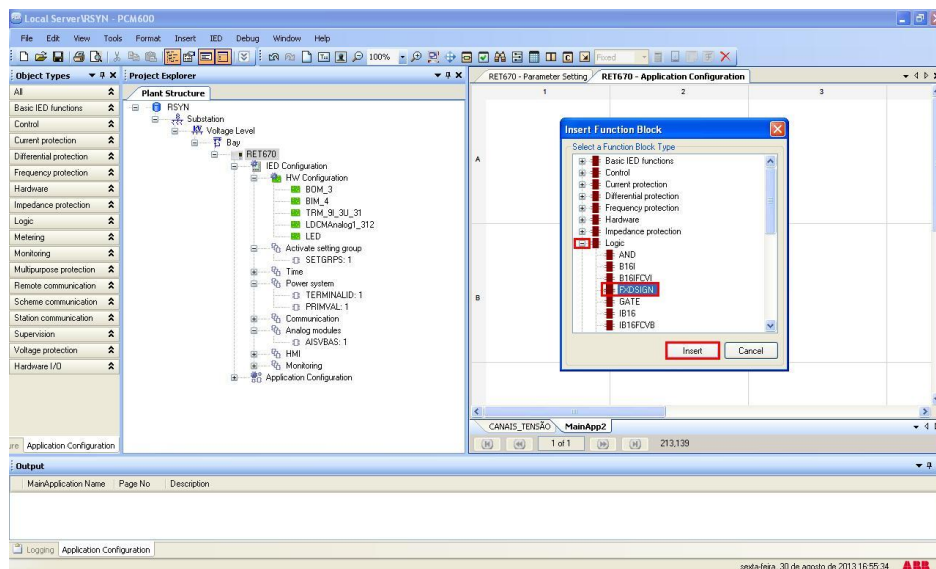 Local Server\RSYN - PCM600
File Edit View Tools Format Insert IED Debug Window Help
100%
Fixed
Object Types
All
Basic IED functions
Control
Current protection
Differential protection
Frequency protection
Hardware
Impedance protection
Logic
Metering
Monitoring
Multipurpose protection
Remote communication
Scheme communication
Station communication
Supervision
Voltage protection
Hardware I/O
Application Configuration
Project Explorer
Plant Structure
RSYN
Substation
Voltage Level
Bay
RET670
IED Configuration
HW Configuration
BOM_3
BIM_4
TRM_9I_3U_31
LDCMAnalog1_312
LED
Activate setting group
SETGRPS: 1
Time
Power system
TERMINALID: 1
PRIMVAL: 1
Communication
Analog modules
AISVBAS: 1
HMI
Monitoring
Application Configuration
RET670 - Parameter Setting RET670 - Application Configuration
1 2 3
A
B
Insert Function Block
Select a Function Block Type
Basic IED functions
Control
Current protection
Differential protection
Frequency protection
Hardware
Impedance protection
Logic
AND
B16I
B16IFCVI
FXDSIGN
GATE
IB16
IB16FCVB
Insert Cancel
CANAIS_TENSÃO MainApp2
1 of 1 213,139
Output
MainApplication Name Page No Description
Logging Application Configuration
sexta-feira, 30 de agosto de 2013 16:55:34 ABB